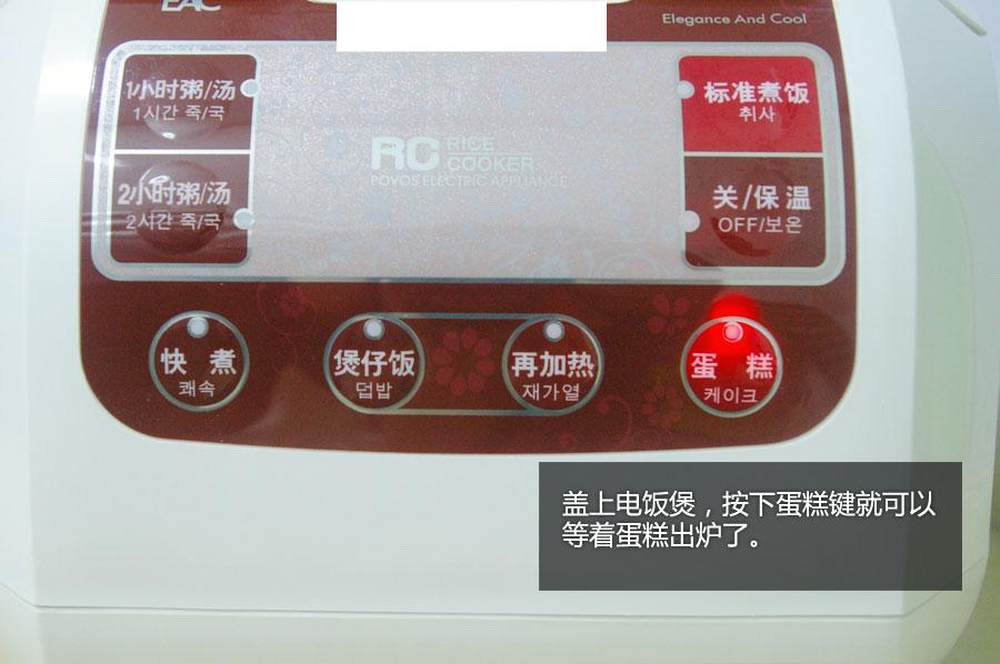 EAC
Elegance And Cool
1小时粥/汤
1시간 죽/국
标准煮饭
취사
RC RICE
COOKER
POVOS ELECTRIC APPLIANCE
2小时粥/汤
2시간 죽/국
关/保温
OFF/보온
快 煮
쾌속
煲仔饭
덥밥
再加热
재가열
蛋 糕
케이크
盖上电饭煲，按下蛋糕键就可以
等着蛋糕出炉了。